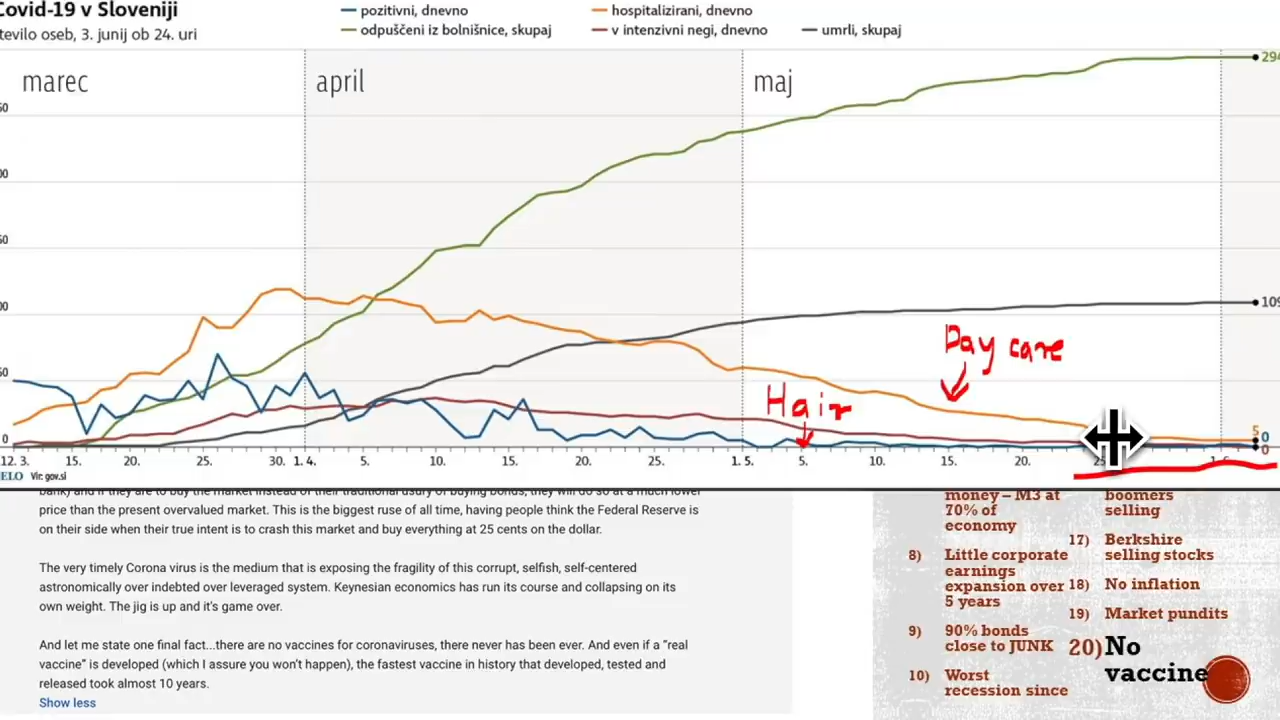 Covid-19 v Sloveniji
tevilo oseb, 3. junij ob 24. uri
pozitivni, dnevno
hospitalizirani, dnevno
odpuščeni iz bolnišnice, skupaj
v intenzivni negi, dnevno
umrli, skupaj
marec
april
maj
294
109
50
00
50
00
50
0
Day care
Hair
5
0
0
12. 3.
15.
20.
25.
30.
1.4.
5.
10.
15.
20.
25.
1.5.
5.
10.
15.
20.
ELO Vir: gov.si
bank) and if they are to buy the market instead of their traditional usury of buying bonds, they will do so at a much lower
price than the present overvalued market. This is the biggest ruse of all time, having people think the Federal Reserve is
on their side when their true intent is to crash this market and buy everything at 25 cents on the dollar.
The very timely Corona virus is the medium that is exposing the fragility of this corrupt, selfish, self-centered
astronomically over indebted over leveraged system. Keynesian economics has run its course and collapsing on its
own weight. The jig is up and it's game over.
And let me state one final fact...there are no vaccines for coronaviruses, there never has been ever. And even if a “real
vaccine” is developed (which I assure you won’t happen), the fastest vaccine in history that developed, tested and
released took almost 10 years.
Show less
money – M3 at
70% of
economy
8) Little corporate
earnings
expansion over
5 years
9) 90% bonds
close to JUNK
10) Worst
recession since
boomers
selling
17) Berkshire
selling stocks
18) No inflation
19) Market pundits
20) No
vaccine